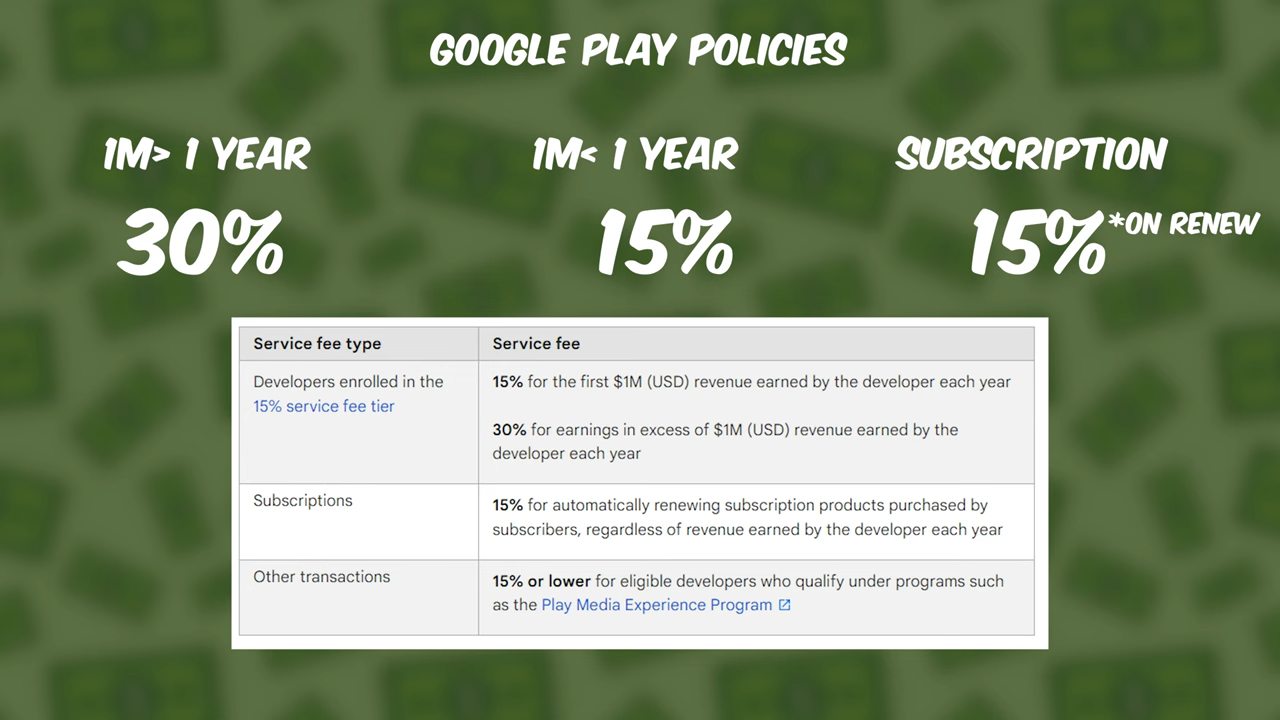 GOOGLE PLAY POLICIES
1M> 1 YEAR
30%
1M< 1 YEAR
15%
SUBSCRIPTION
15% *ON RENEW
Service fee type
Service fee
Developers enrolled in the
15% service fee tier
15% for the first $1M (USD) revenue earned by the developer each year
30% for earnings in excess of $1M (USD) revenue earned by the
developer each year
Subscriptions
15% for automatically renewing subscription products purchased by
subscribers, regardless of revenue earned by the developer each year
Other transactions
15% or lower for eligible developers who qualify under programs such
as the Play Media Experience Program